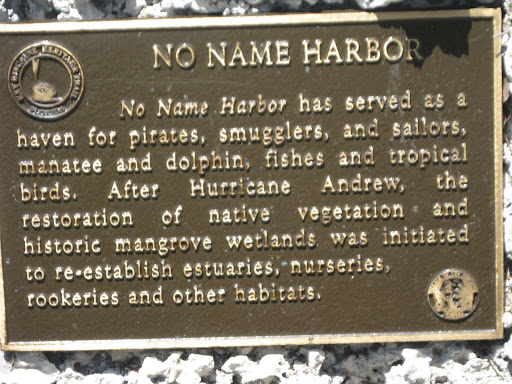 NO NAME HARBOR
No Name Harbor has served as a
haven for pirates, smugglers, and sailors,
manatee and dolphin, fishes and tropical
birds. After Hurricane Andrew, the
restoration of native vegetation and
historic mangrove wetlands was initiated
to re-establish estuaries, nurseries,
rookeries and other habitats.